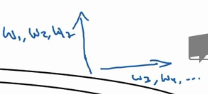 w₁, w₂, w₂
w₃, w₄, ...